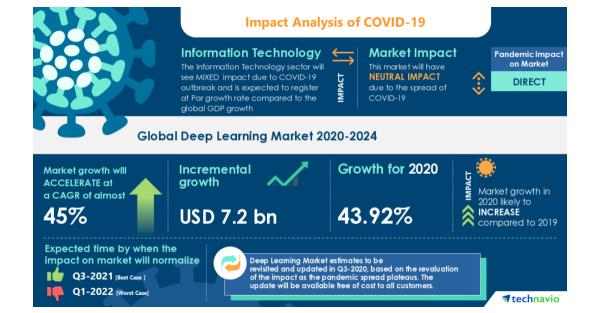 Impact Analysis of COVID-19
Information Technology
The Information Technology sector will
see MIXED impact due to COVID-19
outbreak and is expected to register
at Par growth rate compared to the
global GDP growth
IMPACT
Market Impact
This market will have
NEUTRAL IMPACT
due to the spread of
COVID-19
Pandemic Impact
on Market
DIRECT
Global Deep Learning Market 2020-2024
Market growth will
ACCELERATE at
a CAGR of almost
45%
Incremental
growth
USD 7.2 bn
Growth for 2020
43.92%
IMPACT
Market growth in
2020 likely to
INCREASE
compared to 2019
Expected time by when the
impact on market will normalize
Q3-2021 [Best Case ]
Q1-2022 [Worst Case]
Deep Learning Market estimates to be
revisited and updated in Q3-2020, based on the revaluation
of the impact as the pandemic spread plateaus. The
update will be available free of cost to all customers.
technavio